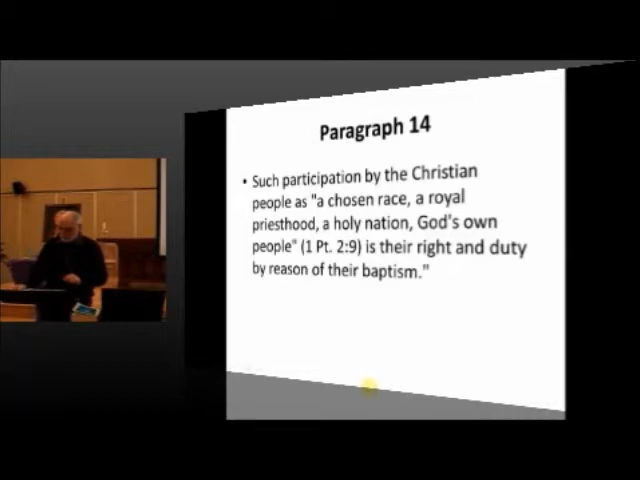 Paragraph 14
• Such participation by the Christian
people as "a chosen race, a royal
priesthood, a holy nation, God's own
people" (1 Pt. 2:9) is their right and duty
by reason of their baptism."